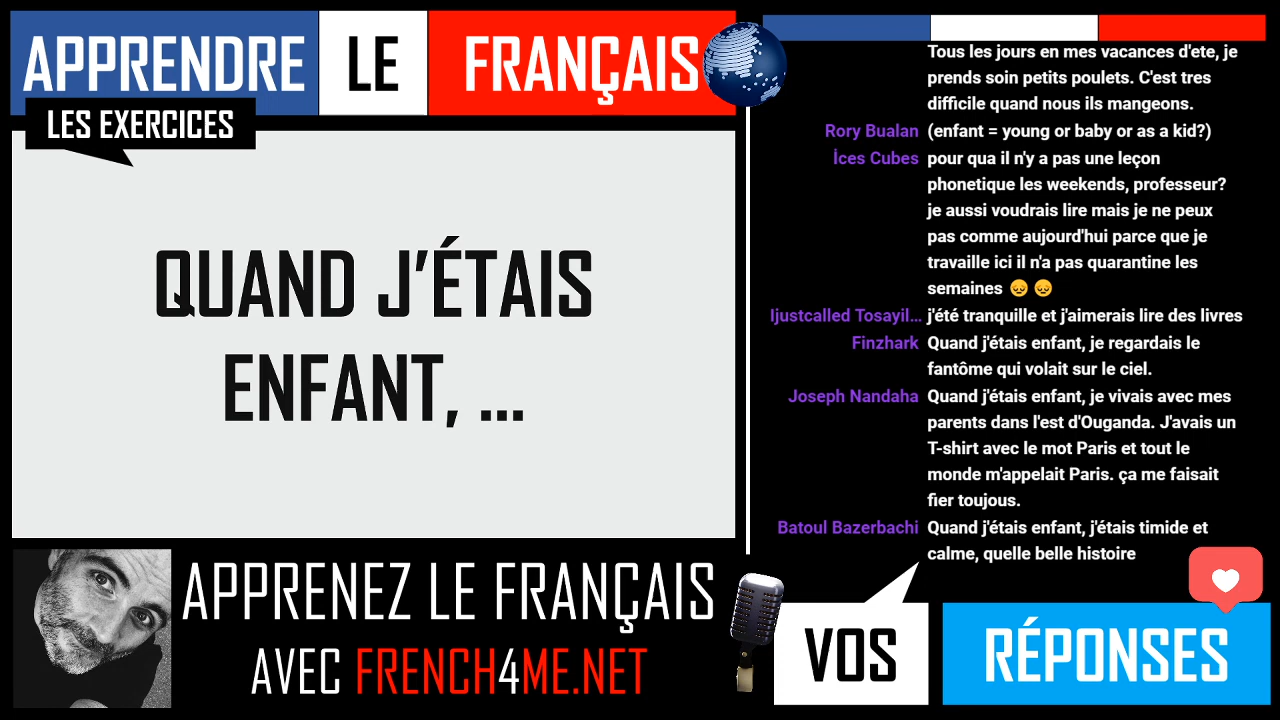 APPRENDRE LE FRANÇAIS
LES EXERCICES
QUAND J'ÉTAIS
ENFANT, ...
APPRENEZ LE FRANÇAIS
AVEC FRENCH4ME.NET
Tous les jours en mes vacances d'ete, je
prends soin petits poulets. C'est tres
difficile quand nous ils mangeons.
Rory Bualan (enfant = young or baby or as a kid?)
İces Cubes pour qua il n'y a pas une leçon
phonetique les weekends, professeur?
je aussi voudrais lire mais je ne peux
pas comme aujourd'hui parce que je
travaille ici il n'a pas quarantine les
semaines 😔 😔
Ijustcalled Tosayil... j'été tranquille et j'aimerais lire des livres
Finzhark Quand j'étais enfant, je regardais le
fantôme qui volait sur le ciel.
Joseph Nandaha Quand j'étais enfant, je vivais avec mes
parents dans l'est d'Ouganda. J'avais un
T-shirt avec le mot Paris et tout le
monde m'appelait Paris. ça me faisait
fier toujous.
Batoul Bazerbachi Quand j'étais enfant, j'étais timide et
calme, quelle belle histoire
VOS RÉPONSES